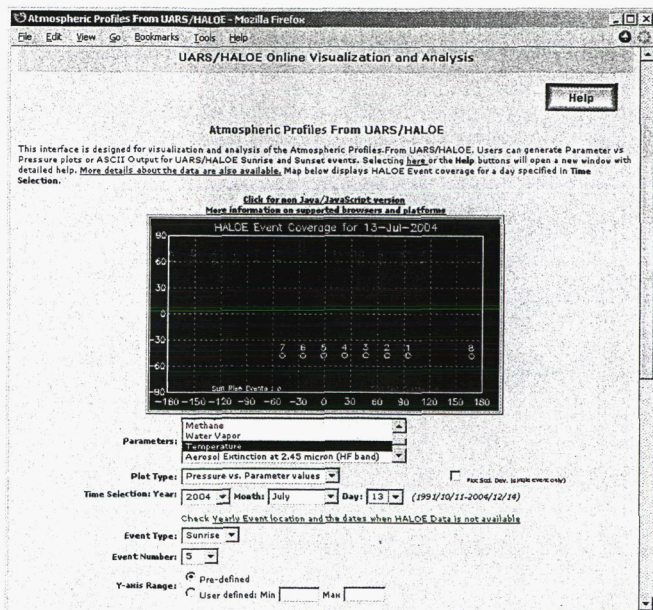 Atmospheric Profiles From UARS/HALOE - Mozilla Firefox
File Edit View Go Bookmarks Tools Help
UARS/HALOE Online Visualization and Analysis
Help
Atmospheric Profiles From UARS/HALOE
This interface is designed for visualization and analysis of the Atmospheric Profiles From UARS/HALOE. Users can generate Parameter vs
Pressure plots or ASCII Output for UARS/HALOE Sunrise and Sunset events. Selecting here or the Help buttons will open a new window with
detailed help. More details about the data are also available. Map below displays HALOE Event coverage for a day specified in Time
Selection.
Click for non Java/JavaScript version
More information on supported browsers and platforms
HALOE Event Coverage for 13-Jul-2004
90
60
30
0
-30
7 6 5 4 3 2 1 8
-60
-90
-180 -150 -120 -90 -60 -30 0 30 60 90 120 150 180
Parameters:
Methane
Water Vapor
Temperature
Aerosol Extinction at 2.45 micron (HF band)
Plot Type: Pressure vs. Parameter values
Plot Std. Dev. (single event only)
Time Selection: Year: 2004 Month: July Day: 13 (1991/10/11-2004/12/14)
Check Yearly Event location and the dates when HALOE Data is not available
Event Type: Sunrise
Event Number: 5
Y-axis Range: Pre-defined
User defined: Min Max